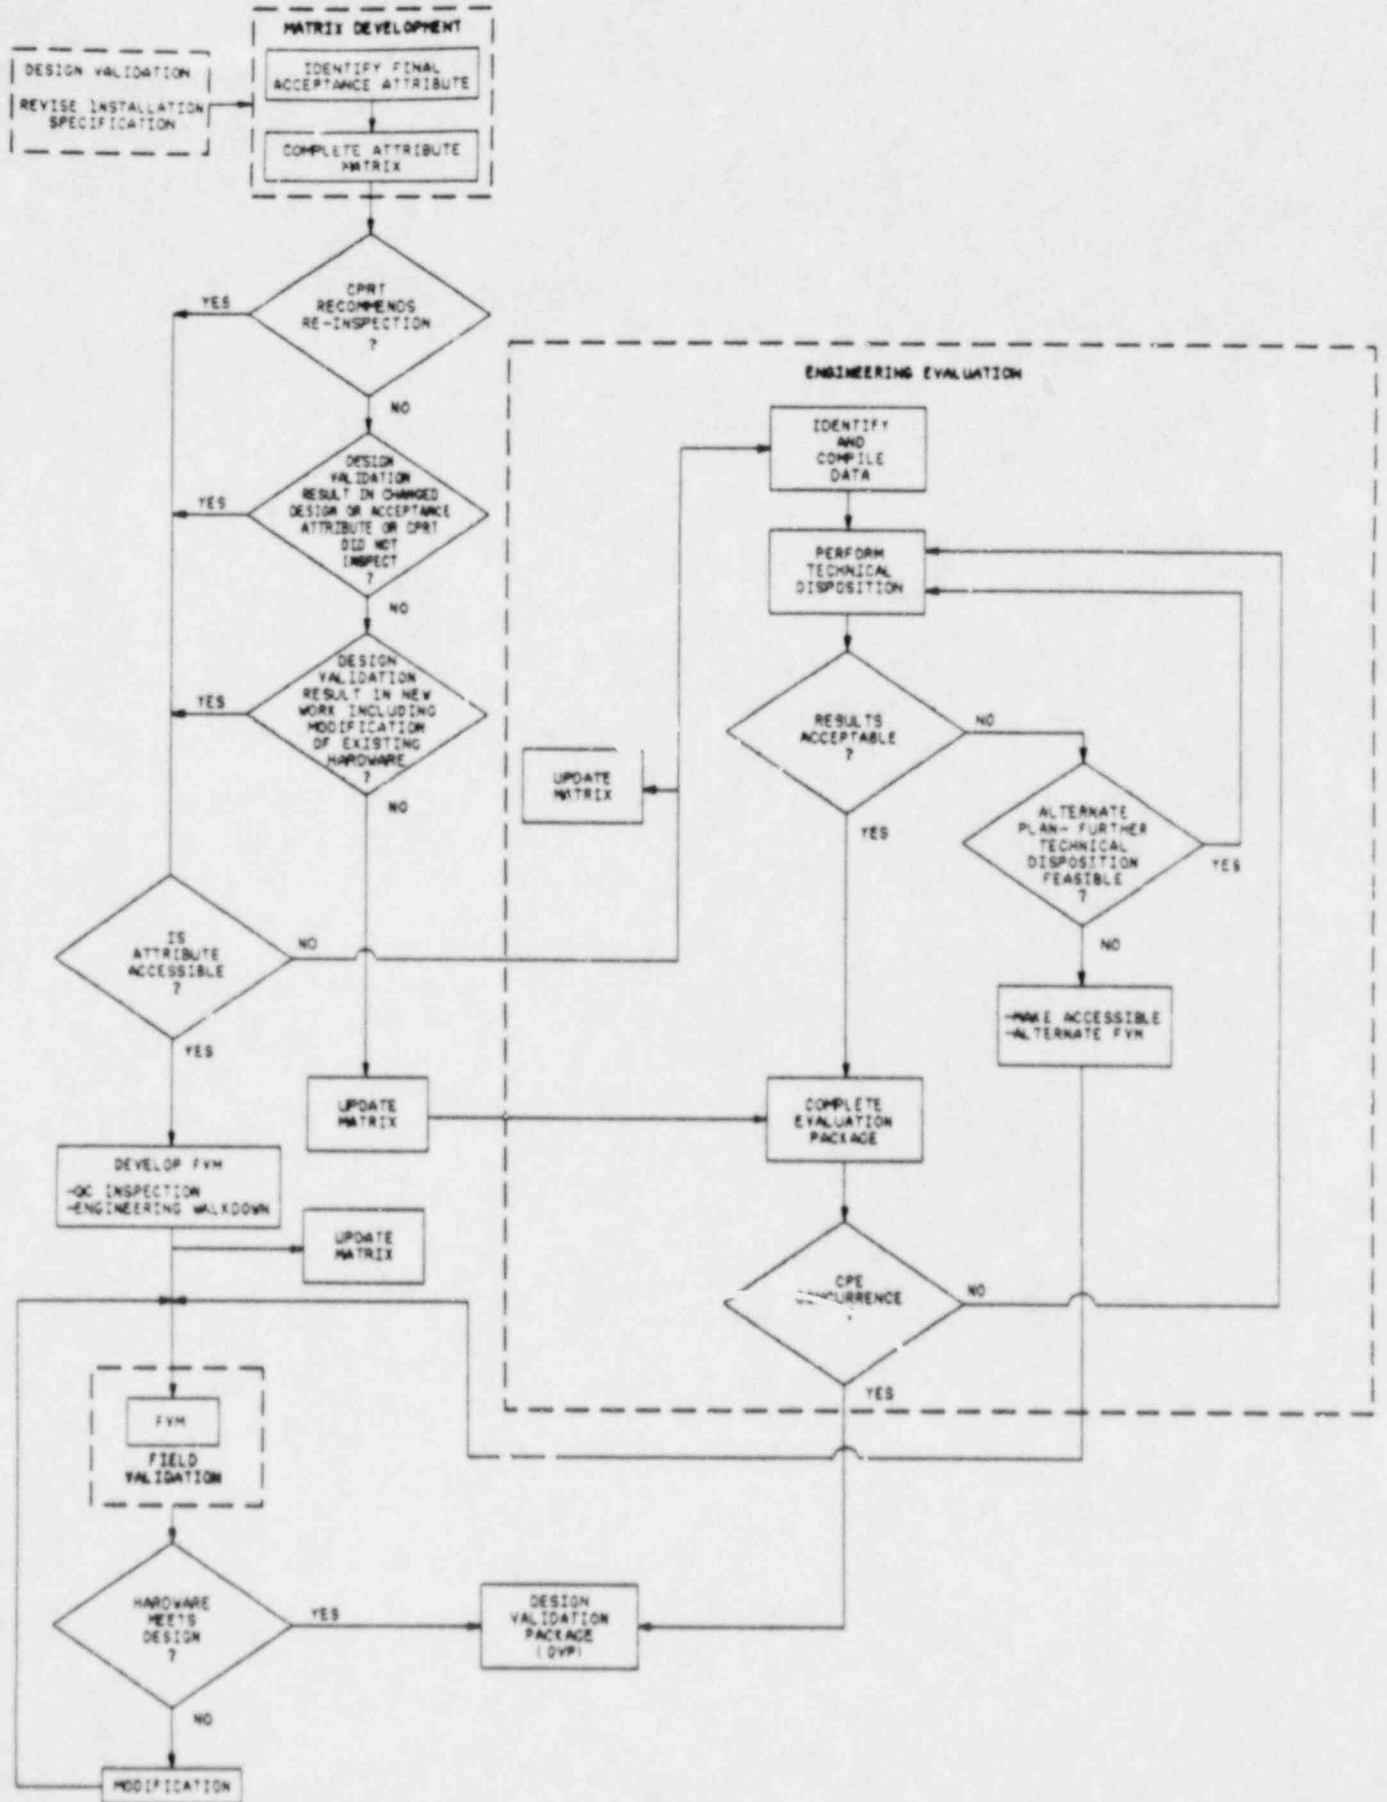 MATRIX DEVELOPMENT
DESIGN VALIDATION
REVISE INSTALLATION
SPECIFICATION
IDENTIFY FINAL
ACCEPTANCE ATTRIBUTE
COMPLETE ATTRIBUTE
MATRIX
CPRT
RECOMMENDS
RE-INSPECTION
?
YES
NO
DESIGN
VALIDATION
RESULT IN CHANGED
DESIGN OR ACCEPTANCE
ATTRIBUTE OR CPRT
DID NOT
INSPECT
?
YES
NO
DESIGN
VALIDATION
RESULT IN NEW
WORK INCLUDING
MODIFICATION
OF EXISTING
HARDWARE
?
YES
NO
IS
ATTRIBUTE
ACCESSIBLE
?
NO
YES
UPDATE
MATRIX
DEVELOP FVM
-QC INSPECTION
-ENGINEERING WALKDOWN
UPDATE
MATRIX
FVM
FIELD
VALIDATION
HARDWARE
MEETS
DESIGN
?
YES
NO
MODIFICATION
DESIGN
VALIDATION
PACKAGE
(DVP)
ENGINEERING EVALUATION
IDENTIFY
AND
COMPILE
DATA
PERFORM
TECHNICAL
DISPOSITION
UPDATE
MATRIX
RESULTS
ACCEPTABLE
?
NO
YES
ALTERNATE
PLAN- FURTHER
TECHNICAL
DISPOSITION
FEASIBLE
?
YES
NO
-MAKE ACCESSIBLE
-ALTERNATE FVM
COMPLETE
EVALUATION
PACKAGE
CPE
CONCURRENCE
NO
YES